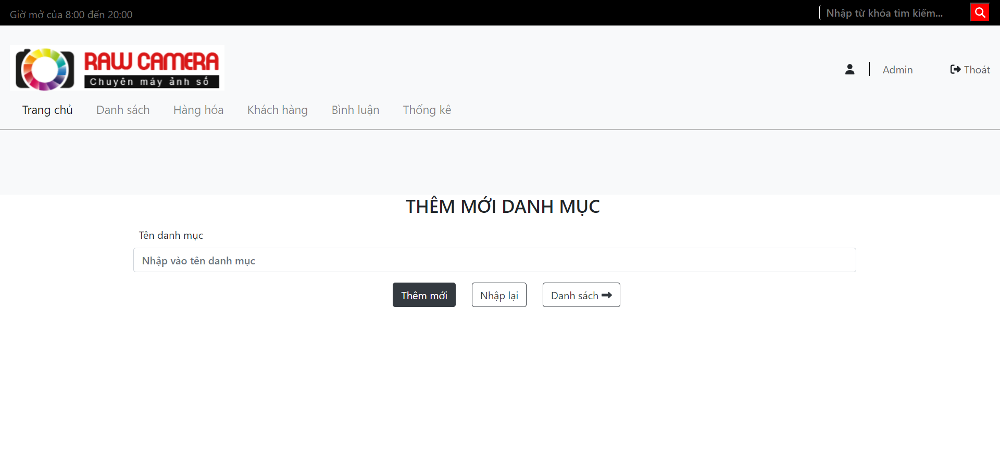 Giờ mở của 8:00 đến 20:00
Nhập từ khóa tìm kiếm...
RAW CAMERA
Chuyên máy ảnh số
Admin
Thoát
Trang chủ Danh sách Hàng hóa Khách hàng Bình luận Thống kê
THÊM MỚI DANH MỤC
Tên danh mục
Nhập vào tên danh mục
Thêm mới Nhập lại Danh sách